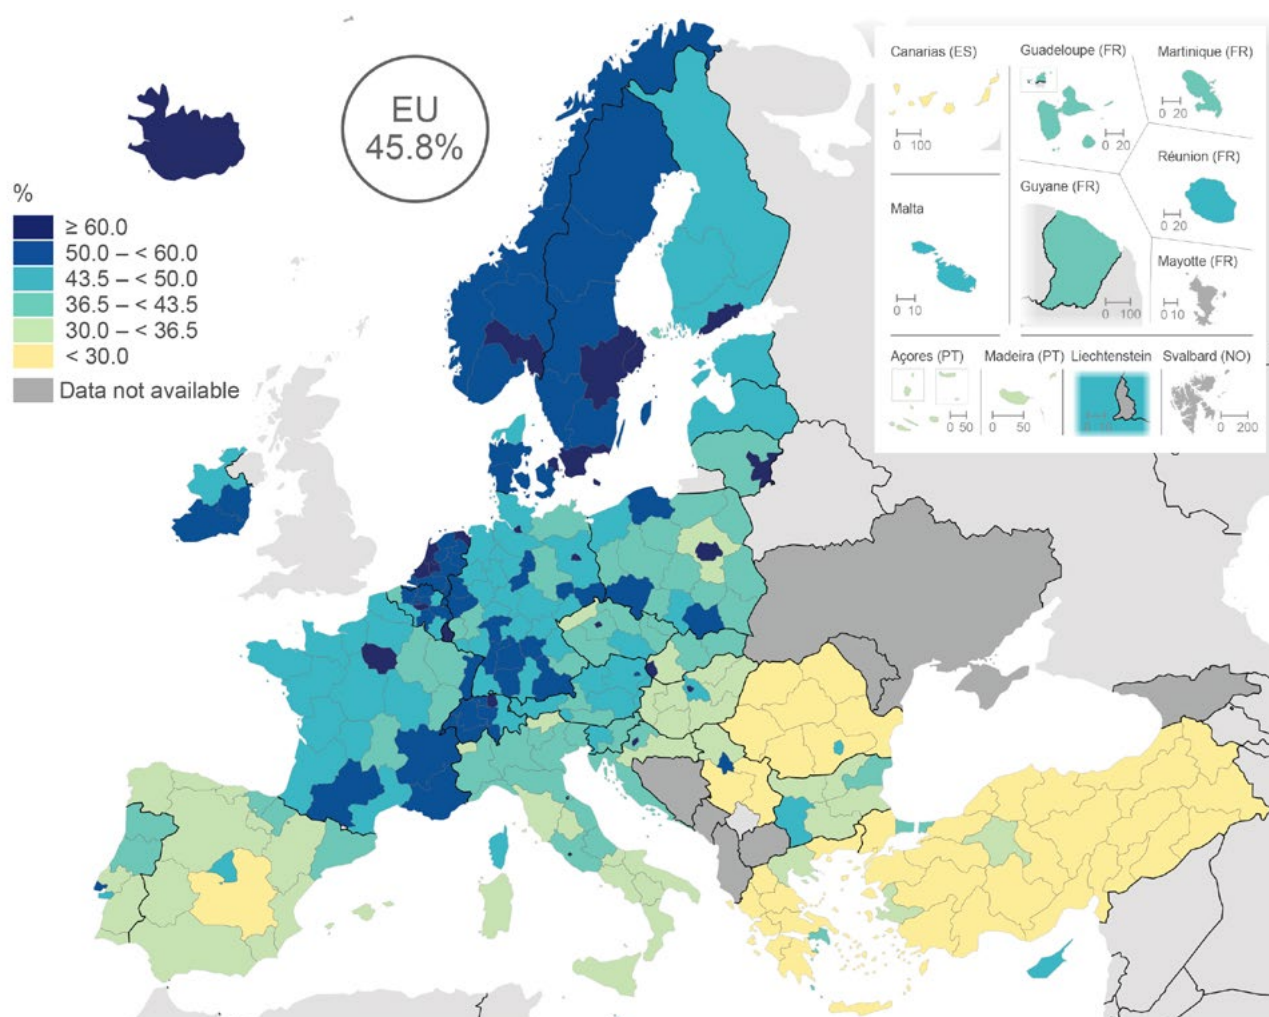 EU
45.8%
%
≥ 60.0
50.0 – < 60.0
43.5 – < 50.0
36.5 – < 43.5
30.0 – < 36.5
< 30.0
Data not available
Canarias (ES)
0 100
Guadeloupe (FR)
0 20
Martinique (FR)
0 20
Malta
0 10
Guyane (FR)
0 100
Réunion (FR)
0 20
Mayotte (FR)
0 10
Açores (PT)
0 50
Madeira (PT)
0 50
Liechtenstein
Svalbard (NO)
0 200